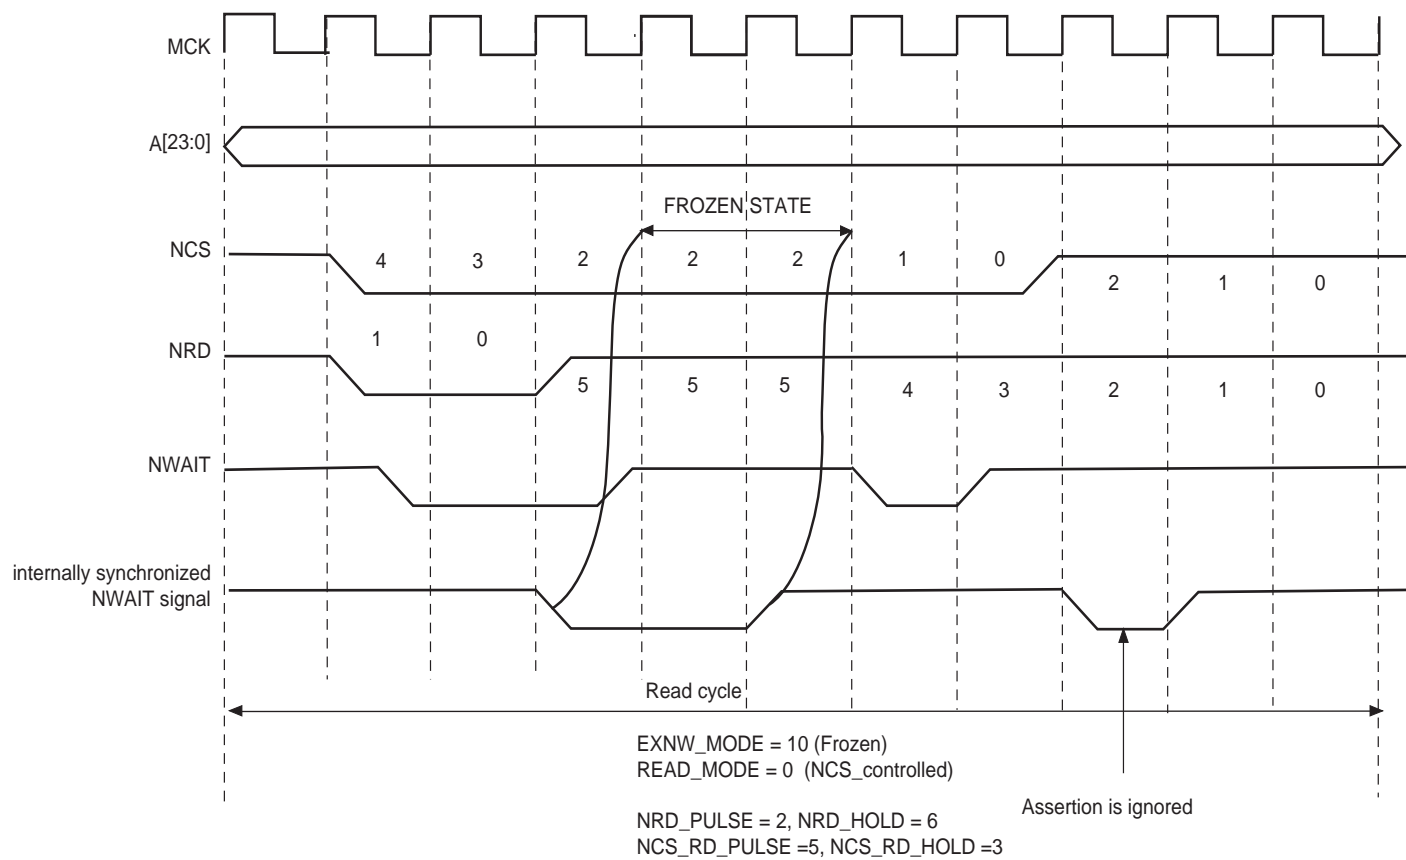 MCK
A[23:0]
FROZEN STATE
NCS
4 3 2 2 2 1 0
2 1 0
1 0
NRD
5 5 5 4 3 2 1 0
NWAIT
internally synchronized
NWAIT signal
Read cycle
EXNW_MODE = 10 (Frozen)
READ_MODE = 0 (NCS_controlled)
Assertion is ignored
NRD_PULSE = 2, NRD_HOLD = 6
NCS_RD_PULSE =5, NCS_RD_HOLD =3